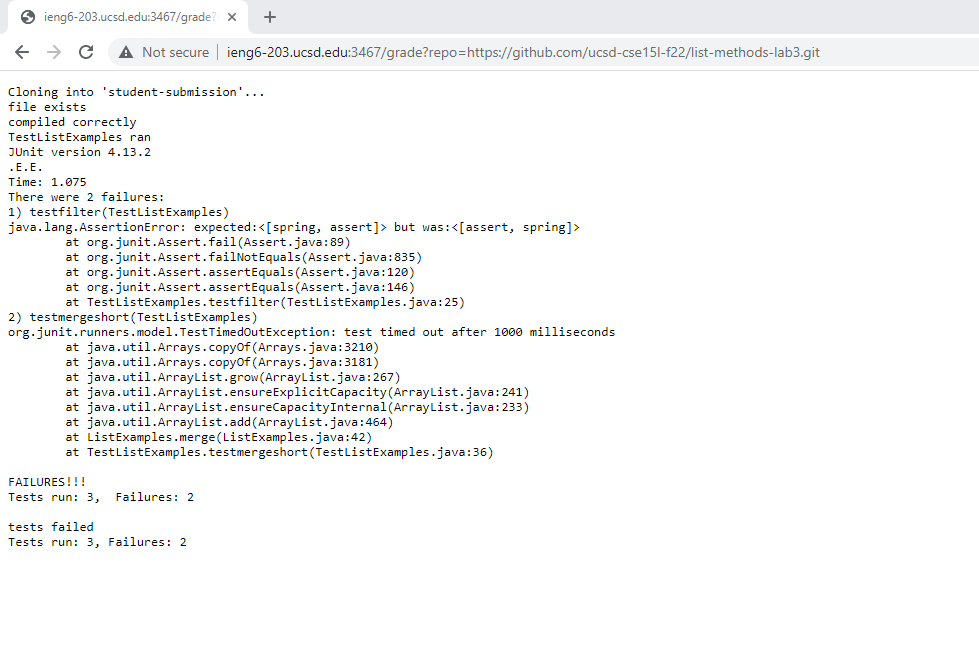 ieng6-203.ucsd.edu:3467/grade?
Not secure
ieng6-203.ucsd.edu:3467/grade?repo=https://github.com/ucsd-cse15l-f22/list-methods-lab3.git
Cloning into 'student-submission'...
file exists
compiled correctly
TestListExamples ran
JUnit version 4.13.2
.E.E.
Time: 1.075
There were 2 failures:
1) testfilter(TestListExamples)
java.lang.AssertionError: expected:<[spring, assert]> but was:<[assert, spring]>
at org.junit.Assert.fail(Assert.java:89)
at org.junit.Assert.failNotEquals(Assert.java:835)
at org.junit.Assert.assertEquals(Assert.java:120)
at org.junit.Assert.assertEquals(Assert.java:146)
at TestListExamples.testfilter(TestListExamples.java:25)
2) testmergeshort(TestListExamples)
org.junit.runners.model.TestTimedOutException: test timed out after 1000 milliseconds
at java.util.Arrays.copyOf(Arrays.java:3210)
at java.util.Arrays.copyOf(Arrays.java:3181)
at java.util.ArrayList.grow(ArrayList.java:267)
at java.util.ArrayList.ensureExplicitCapacity(ArrayList.java:241)
at java.util.ArrayList.ensureCapacityInternal(ArrayList.java:233)
at java.util.ArrayList.add(ArrayList.java:464)
at ListExamples.merge(ListExamples.java:42)
at TestListExamples.testmergeshort(TestListExamples.java:36)
FAILURES!!!
Tests run: 3,  Failures: 2
tests failed
Tests run: 3, Failures: 2